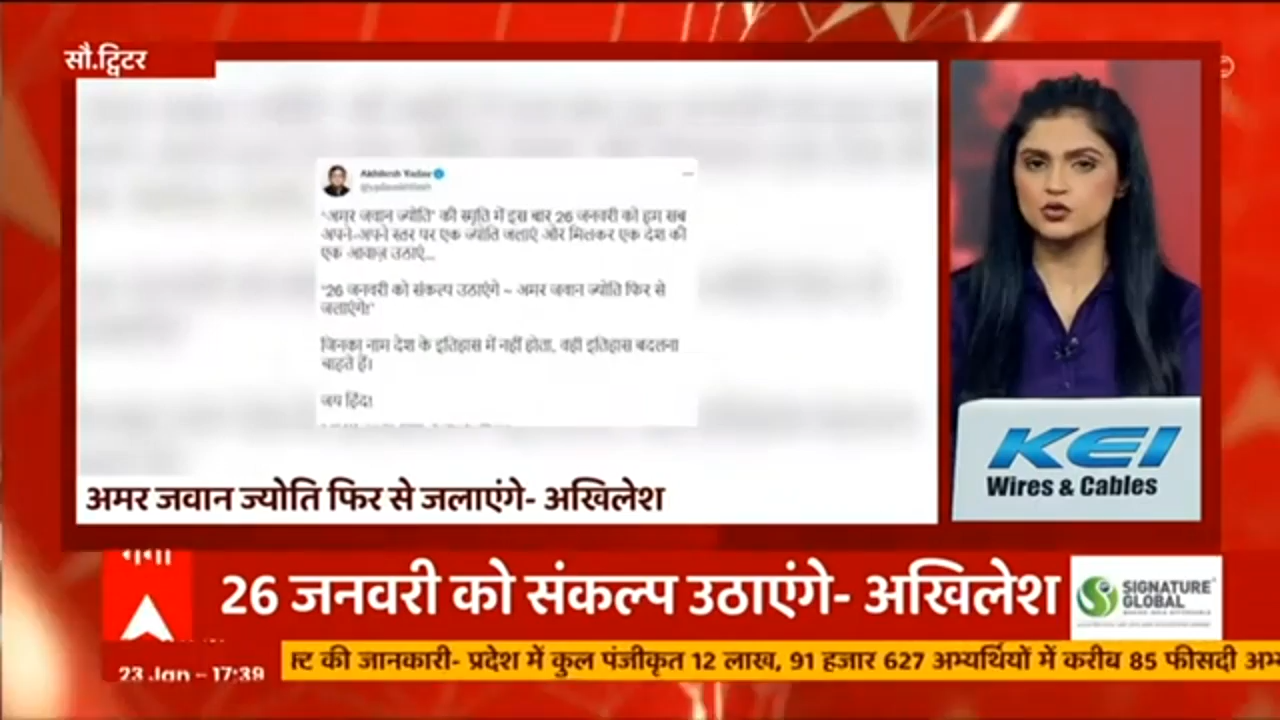 सौ.ट्विटर
Akhilesh Yadav
@yadavakhilesh
'अमर जवान ज्योति' की स्मृति में इस बार 26 जनवरी को हम सब
अपने-अपने स्तर पर एक ज्योति जलाएं और मिलकर एक देश की
एक आवाज़ उठाएं...
"26 जनवरी को संकल्प उठाएंगे ~ अमर जवान ज्योति फिर से
जलाएंगे!"
जिनका नाम देश के इतिहास में नहीं होता, वही इतिहास बदलना
चाहते हैं।
जय हिंद!
अमर जवान ज्योति फिर से जलाएंगे- अखिलेश
KEI
Wires & Cables
गंगा
26 जनवरी को संकल्प उठाएंगे- अखिलेश
SIGNATURE
GLOBAL
23 Jan - 17:39
की जानकारी- प्रदेश में कुल पंजीकृत 12 लाख, 91 हजार 627 अभ्यर्थियों में करीब 85 फीसदी